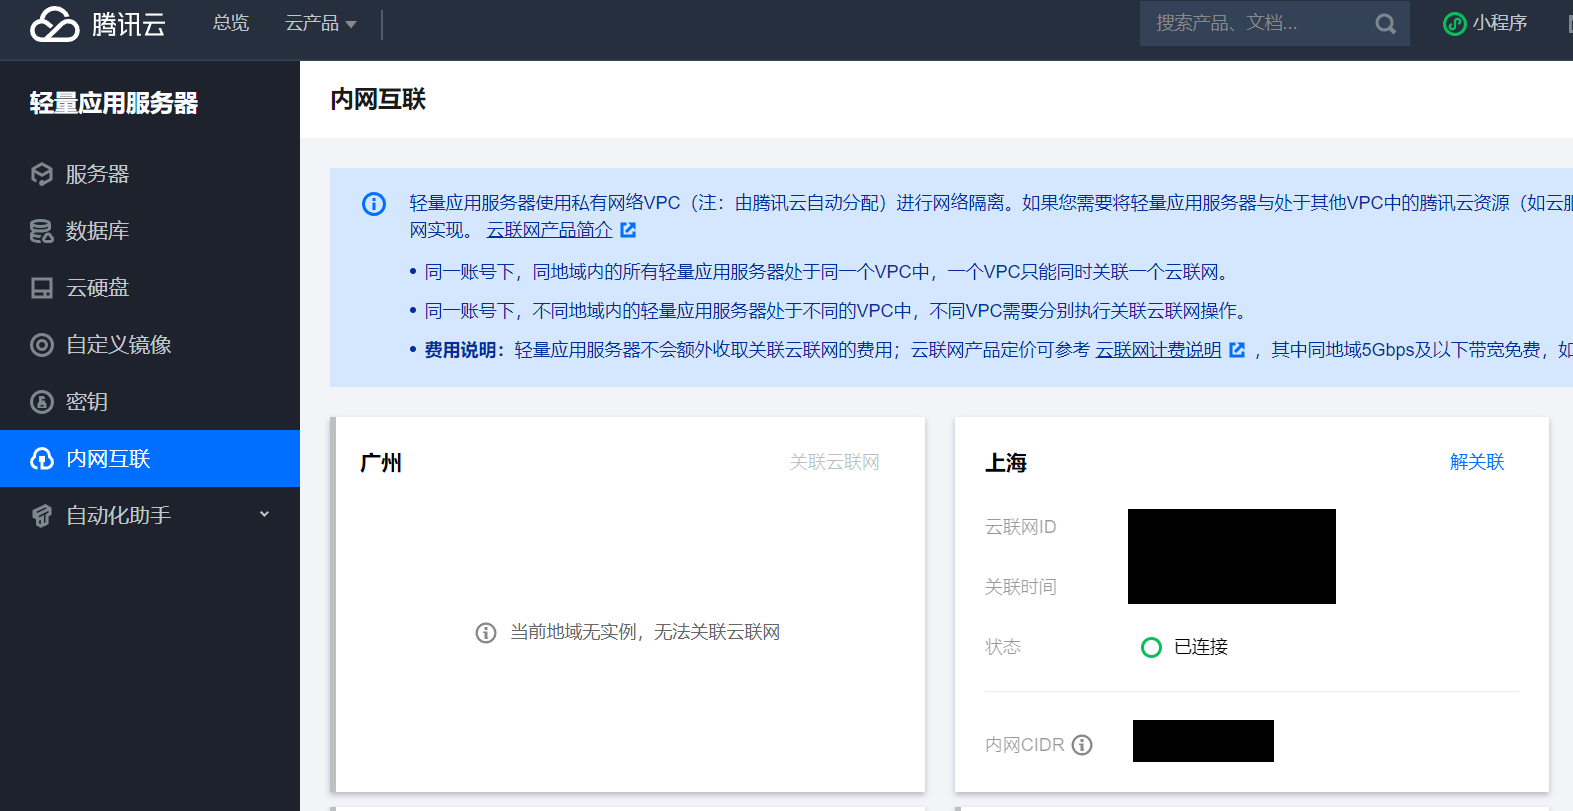 腾讯云
总览
云产品
搜索产品、文档...
小程序
轻量应用服务器
服务器
数据库
云硬盘
自定义镜像
密钥
内网互联
自动化助手
内网互联
轻量应用服务器使用私有网络VPC（注：由腾讯云自动分配）进行网络隔离。如果您需要将轻量应用服务器与处于其他VPC中的腾讯云资源（如云服
网实现。 云联网产品简介
• 同一账号下，同地域内的所有轻量应用服务器处于同一个VPC中，一个VPC只能同时关联一个云联网。
• 同一账号下，不同地域内的轻量应用服务器处于不同的VPC中，不同VPC需要分别执行关联云联网操作。
• 费用说明：轻量应用服务器不会额外收取关联云联网的费用；云联网产品定价可参考 云联网计费说明 ，其中同地域5Gbps及以下带宽免费，如
广州
关联云联网
当前地域无实例，无法关联云联网
上海
解关联
云联网ID
关联时间
状态
已连接
内网CIDR